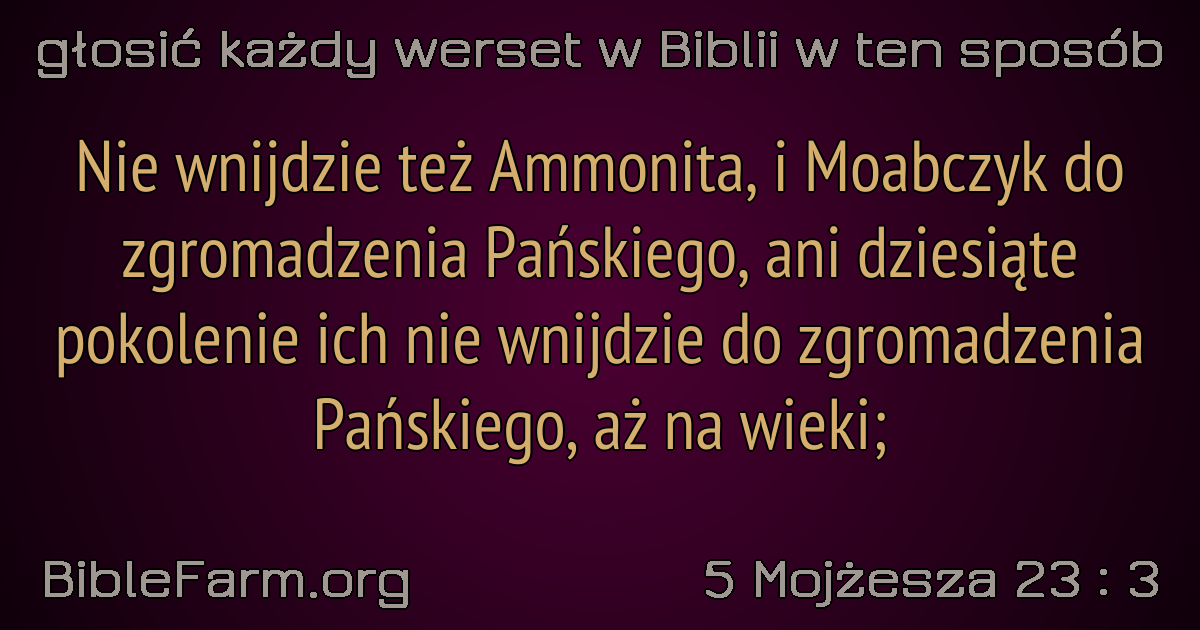 głosić każdy werset w Biblii w ten sposób
Nie wnijdzie też Ammonita, i Moabczyk do
zgromadzenia Pańskiego, ani dziesiąte
pokolenie ich nie wnijdzie do zgromadzenia
Pańskiego, aż na wieki;
BibleFarm.org
5 Mojżesza 23 : 3